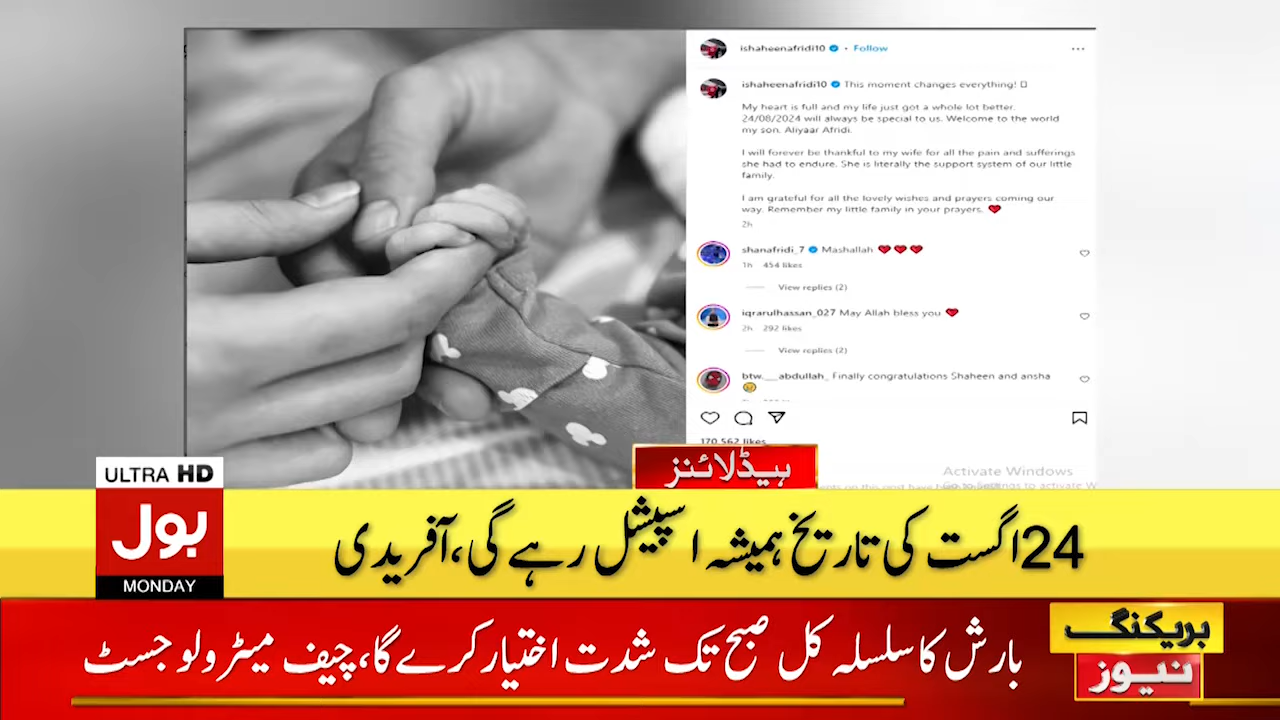 ishaheenafridi10 • Follow
ishaheenafridi10 This moment changes everything!
My heart is full and my life just got a whole lot better.
24/08/2024 will always be special to us. Welcome to the world
my son. Aliyaar Afridi.
I will forever be thankful to my wife for all the pain and sufferings
she had to endure. She is literally the support system of our little
family.
I am grateful for all the lovely wishes and prayers coming our
way. Remember my little family in your prayers. ❤️
2h
shanafridi_7 Mashallah ❤️❤️❤️
1h 454 likes
View replies (2)
iqrarulhassan_027 May Allah bless you ❤️
2h 292 likes
View replies (2)
btw.__abdullah_ Finally congratulations Shaheen and ansha
170,562 likes
Activate Windows
Go to Settings to activate W
ہیڈلائنز
ULTRA HD
بول
MONDAY
24اگست کی تاریخ ہمیشہ اسپیشل رہے گی،آفریدی
بریکنگ
نیوز
بارش کا سلسلہ کل صبح تک شدت اختیار کرے گا، چیف میٹرولوجسٹ